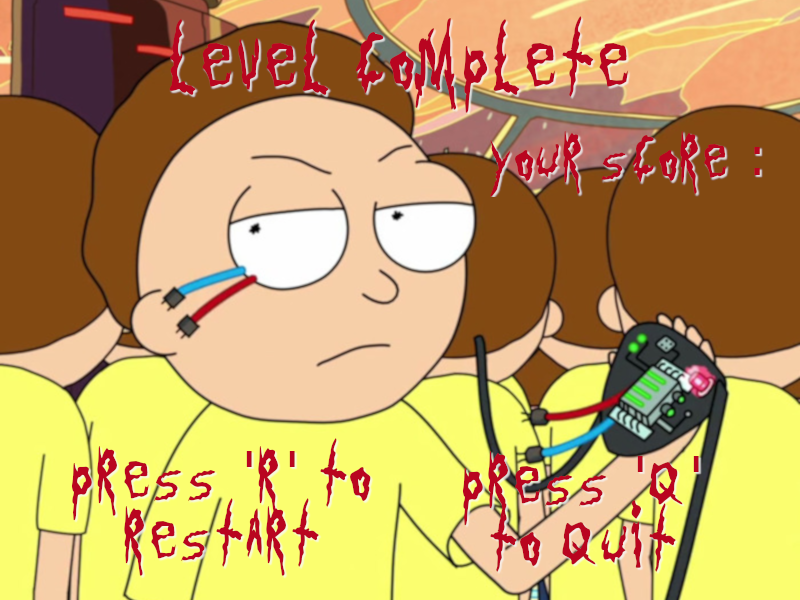 LEVEL COMPLETE
YOUR SCORE :
PRESS 'R' TO
RESTART
PRESS 'Q'
TO QUIT